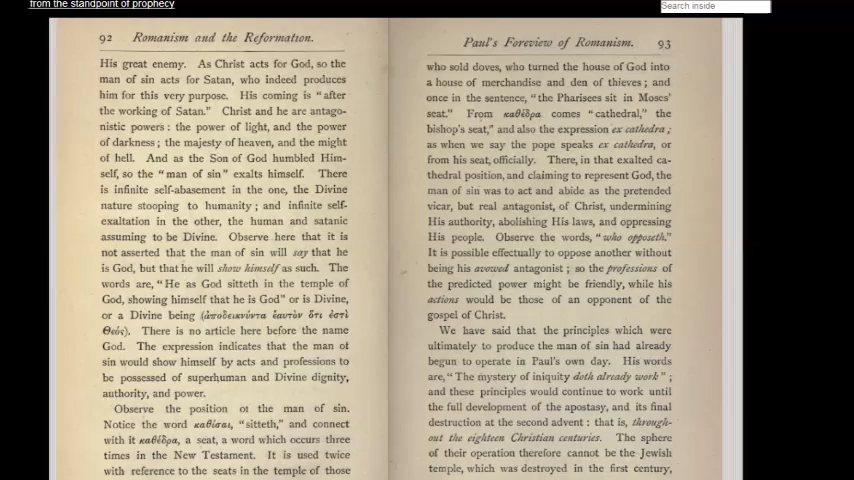 from the standpoint of prophecy
Search inside
92 Romanism and the Reformation.
His great enemy. As Christ acts for God, so the
man of sin acts for Satan, who indeed produces
him for this very purpose. His coming is “after
the working of Satan.” Christ and he are antago-
nistic powers: the power of light, and the power
of darkness; the majesty of heaven, and the might
of hell. And as the Son of God humbled Him-
self, so the “man of sin” exalts himself. There
is infinite self-abasement in the one, the Divine
nature stooping to humanity; and infinite self-
exaltation in the other, the human and satanic
assuming to be Divine. Observe here that it is
not asserted that the man of sin will say that he
is God, but that he will show himself as such. The
words are, “He as God sitteth in the temple of
God, showing himself that he is God” or is Divine,
or a Divine being (ἀποδεικνύντα ἑαυτὸν ὅτι ἐστὶ
Θεός). There is no article here before the name
God. The expression indicates that the man of
sin would show himself by acts and professions to
be possessed of superhuman and Divine dignity,
authority, and power.
Observe the position of the man of sin.
Notice the word καθίσαι, “sitteth,” and connect
with it καθέδρα, a seat, a word which occurs three
times in the New Testament. It is used twice
with reference to the seats in the temple of those
Paul's Foreview of Romanism. 93
who sold doves, who turned the house of God into
a house of merchandise and den of thieves; and
once in the sentence, “the Pharisees sit in Moses’
seat.” From καθέδρα comes “cathedral,” the
bishop's seat,” and also the expression ex cathedra;
as when we say the pope speaks ex cathedra, or
from his seat, officially. There, in that exalted ca-
thedral position, and claiming to represent God, the
man of sin was to act and abide as the pretended
vicar, but real antagonist, of Christ, undermining
His authority, abolishing His laws, and oppressing
His people. Observe the words, “who opposeth.”
It is possible effectually to oppose another without
being his avowed antagonist; so the professions of
the predicted power might be friendly, while his
actions would be those of an opponent of the
gospel of Christ.
We have said that the principles which were
ultimately to produce the man of sin had already
begun to operate in Paul's own day. His words
are, “The mystery of iniquity doth already work”;
and these principles would continue to work until
the full development of the apostasy, and its final
destruction at the second advent: that is, through-
out the eighteen Christian centuries. The sphere
of their operation therefore cannot be the Jewish
temple, which was destroyed in the first century,